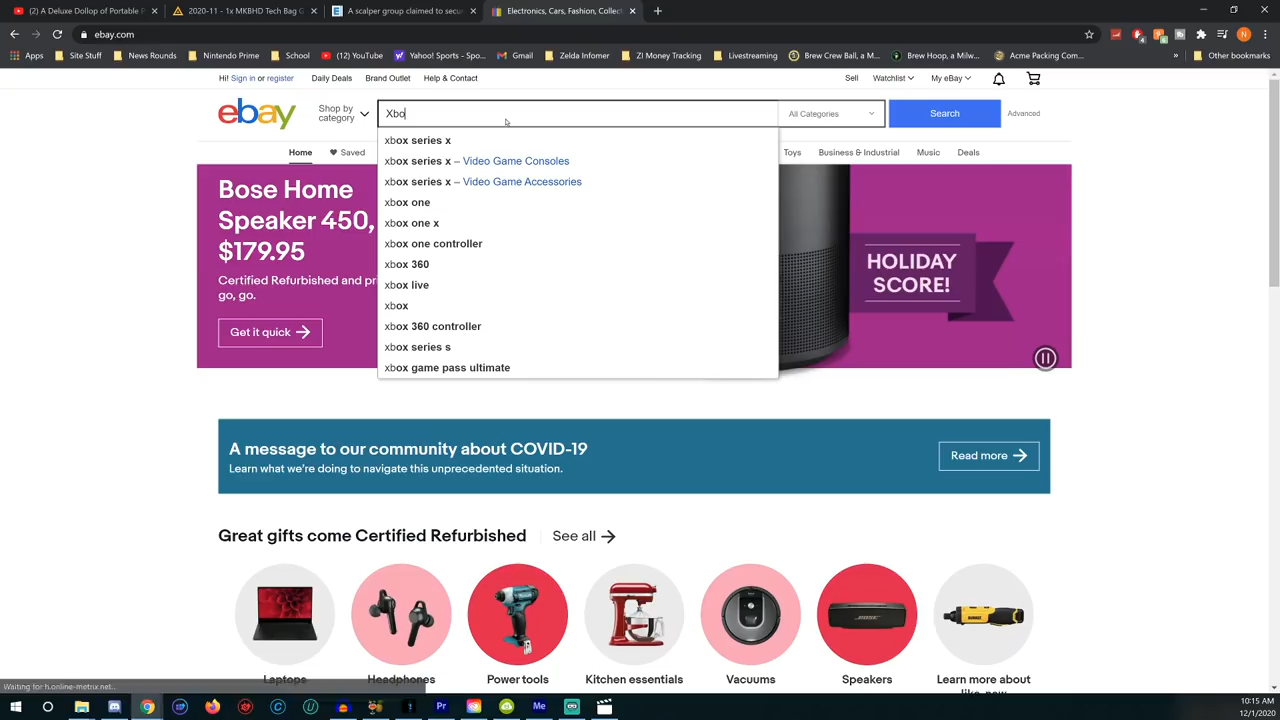 (2) A Deluxe Dollop of Portable P
2020-11 - 1x MKBHD Tech Bag G
A scalper group claimed to secur
Electronics, Cars, Fashion, Collect
ebay.com
Apps
Site Stuff
News Rounds
Nintendo Prime
School
(12) YouTube
Yahoo! Sports - Spo...
Gmail
Zelda Infomer
ZI Money Tracking
Livestreaming
Brew Crew Ball, a M...
Brew Hoop, a Milw...
Acme Packing Com...
»
Other bookmarks
Hi! Sign in or register
Daily Deals
Brand Outlet
Help & Contact
Sell
Watchlist
My eBay
ebay
Shop by
category
Xbo
All Categories
Search
Advanced
Home
Saved
Toys
Business & Industrial
Music
Deals
xbox series x
xbox series x – Video Game Consoles
xbox series x – Video Game Accessories
xbox one
xbox one x
xbox one controller
xbox 360
xbox live
xbox
xbox 360 controller
xbox series s
xbox game pass ultimate
Bose Home
Speaker 450,
$179.95
Certified Refurbished and pr
go, go.
Get it quick
HOLIDAY
SCORE!
A message to our community about COVID-19
Learn what we're doing to navigate this unprecedented situation.
Read more
Great gifts come Certified Refurbished
See all
BOSE
DEWALT
Laptops
Headphones
Power tools
Kitchen essentials
Vacuums
Speakers
Learn more about
like-new
Waiting for h.online-metrix.net...
10:15 AM
12/1/2020